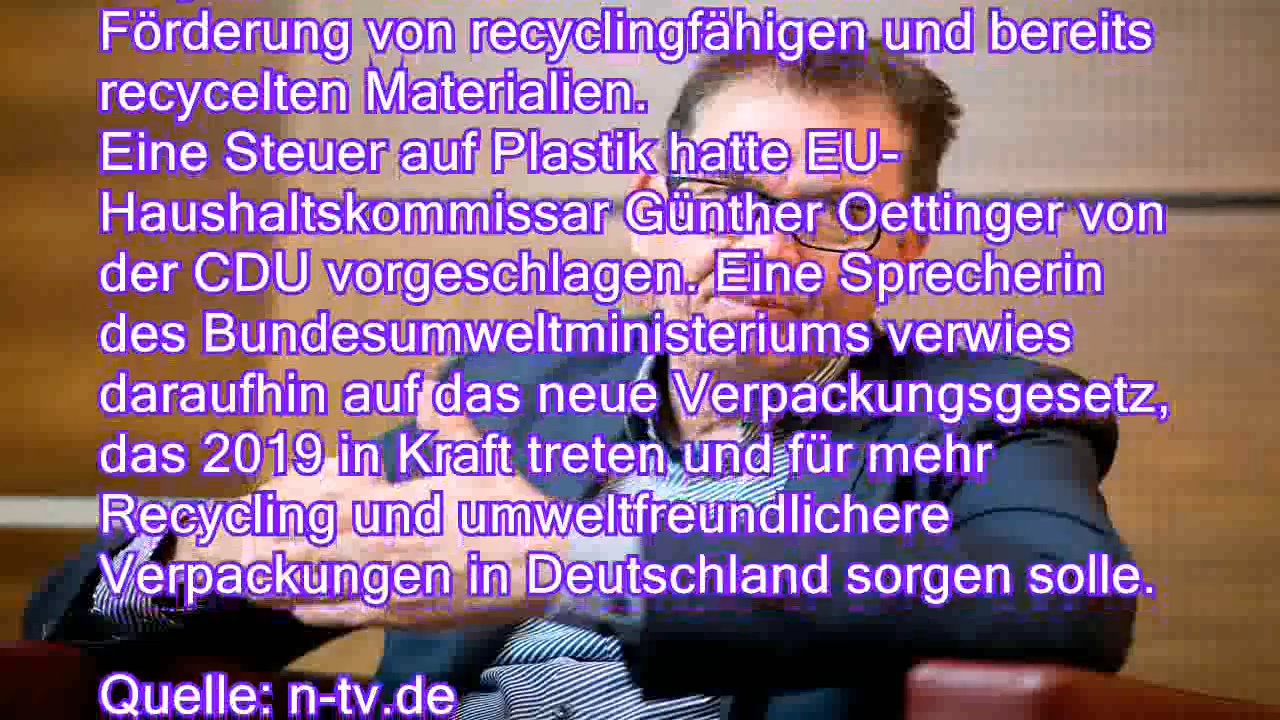 Förderung von recyclingfähigen und bereits
recycelten Materialien.
Eine Steuer auf Plastik hatte EU-
Haushaltskommissar Günther Oettinger von
der CDU vorgeschlagen. Eine Sprecherin
des Bundesumweltministeriums verwies
daraufhin auf das neue Verpackungsgesetz,
das 2019 in Kraft treten und für mehr
Recycling und umweltfreundlichere
Verpackungen in Deutschland sorgen solle.
Quelle: n-tv.de